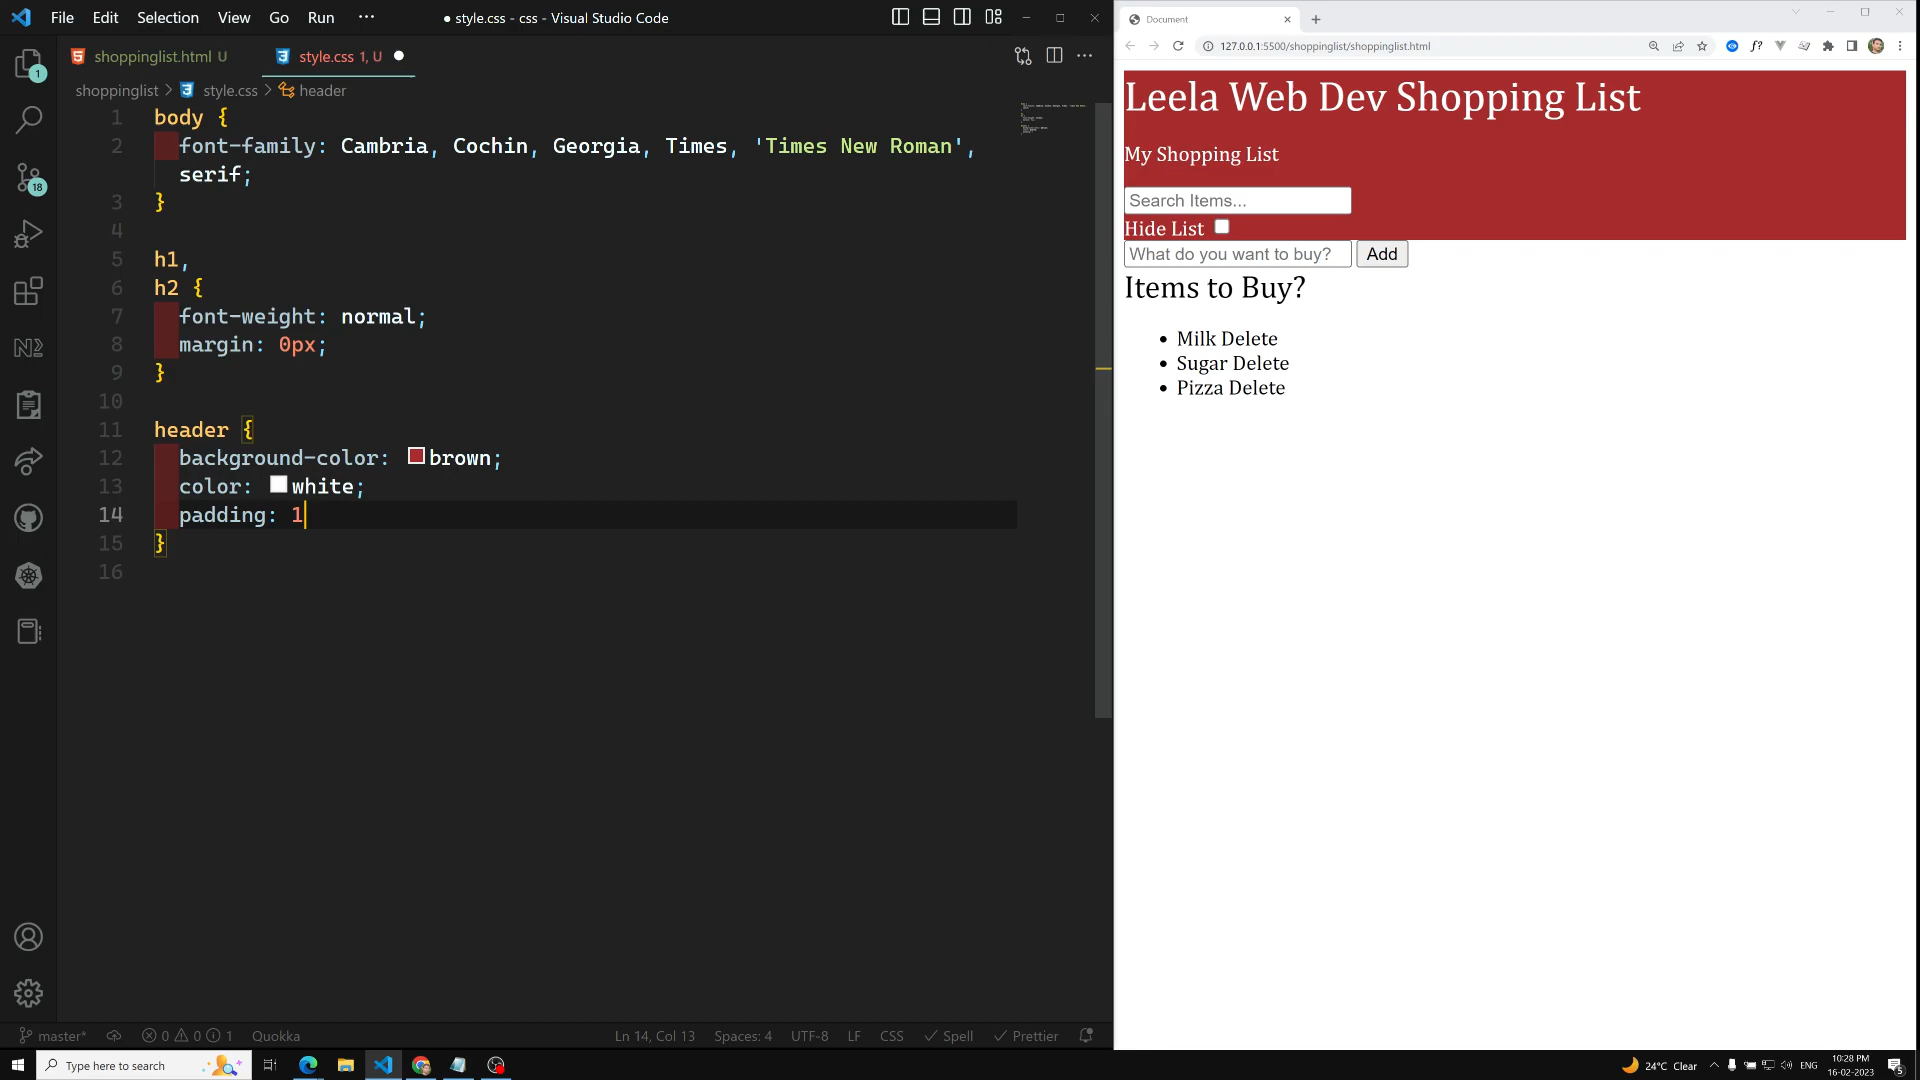 File Edit Selection View Go Run ···
● style.css - css - Visual Studio Code
shoppinglist.html U
style.css 1, U
shoppinglist > style.css > header
1 body {
2 font-family: Cambria, Cochin, Georgia, Times, 'Times New Roman',
serif;
3 }
4
5 h1,
6 h2 {
7 font-weight: normal;
8 margin: 0px;
9 }
10
11 header {
12 background-color: brown;
13 color: white;
14 padding: 1
15 }
16
1
18
master* 0 0 1 Quokka
Ln 14, Col 13 Spaces: 4 UTF-8 LF CSS Spell Prettier
Document
127.0.0.1:5500/shoppinglist/shoppinglist.html
f?
Leela Web Dev Shopping List
My Shopping List
Search Items...
Hide List
What do you want to buy? Add
Items to Buy?
• Milk Delete
• Sugar Delete
• Pizza Delete
Type here to search
24°C Clear
ENG
10:28 PM
16-02-2023
5